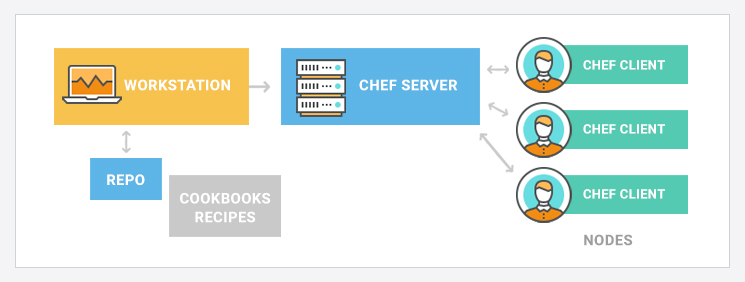 WORKSTATION
CHEF SERVER
CHEF CLIENT
CHEF CLIENT
CHEF CLIENT
REPO
COOKBOOKS
RECIPES
NODES